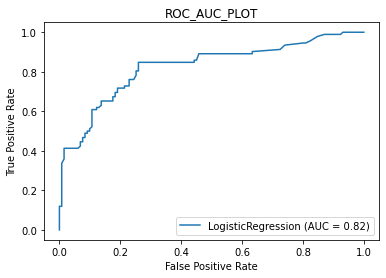 ROC_AUC_PLOT
1.0
0.8
0.6
0.4
0.2
0.0
True Positive Rate
LogisticRegression (AUC = 0.82)
0.0 0.2 0.4 0.6 0.8 1.0
False Positive Rate